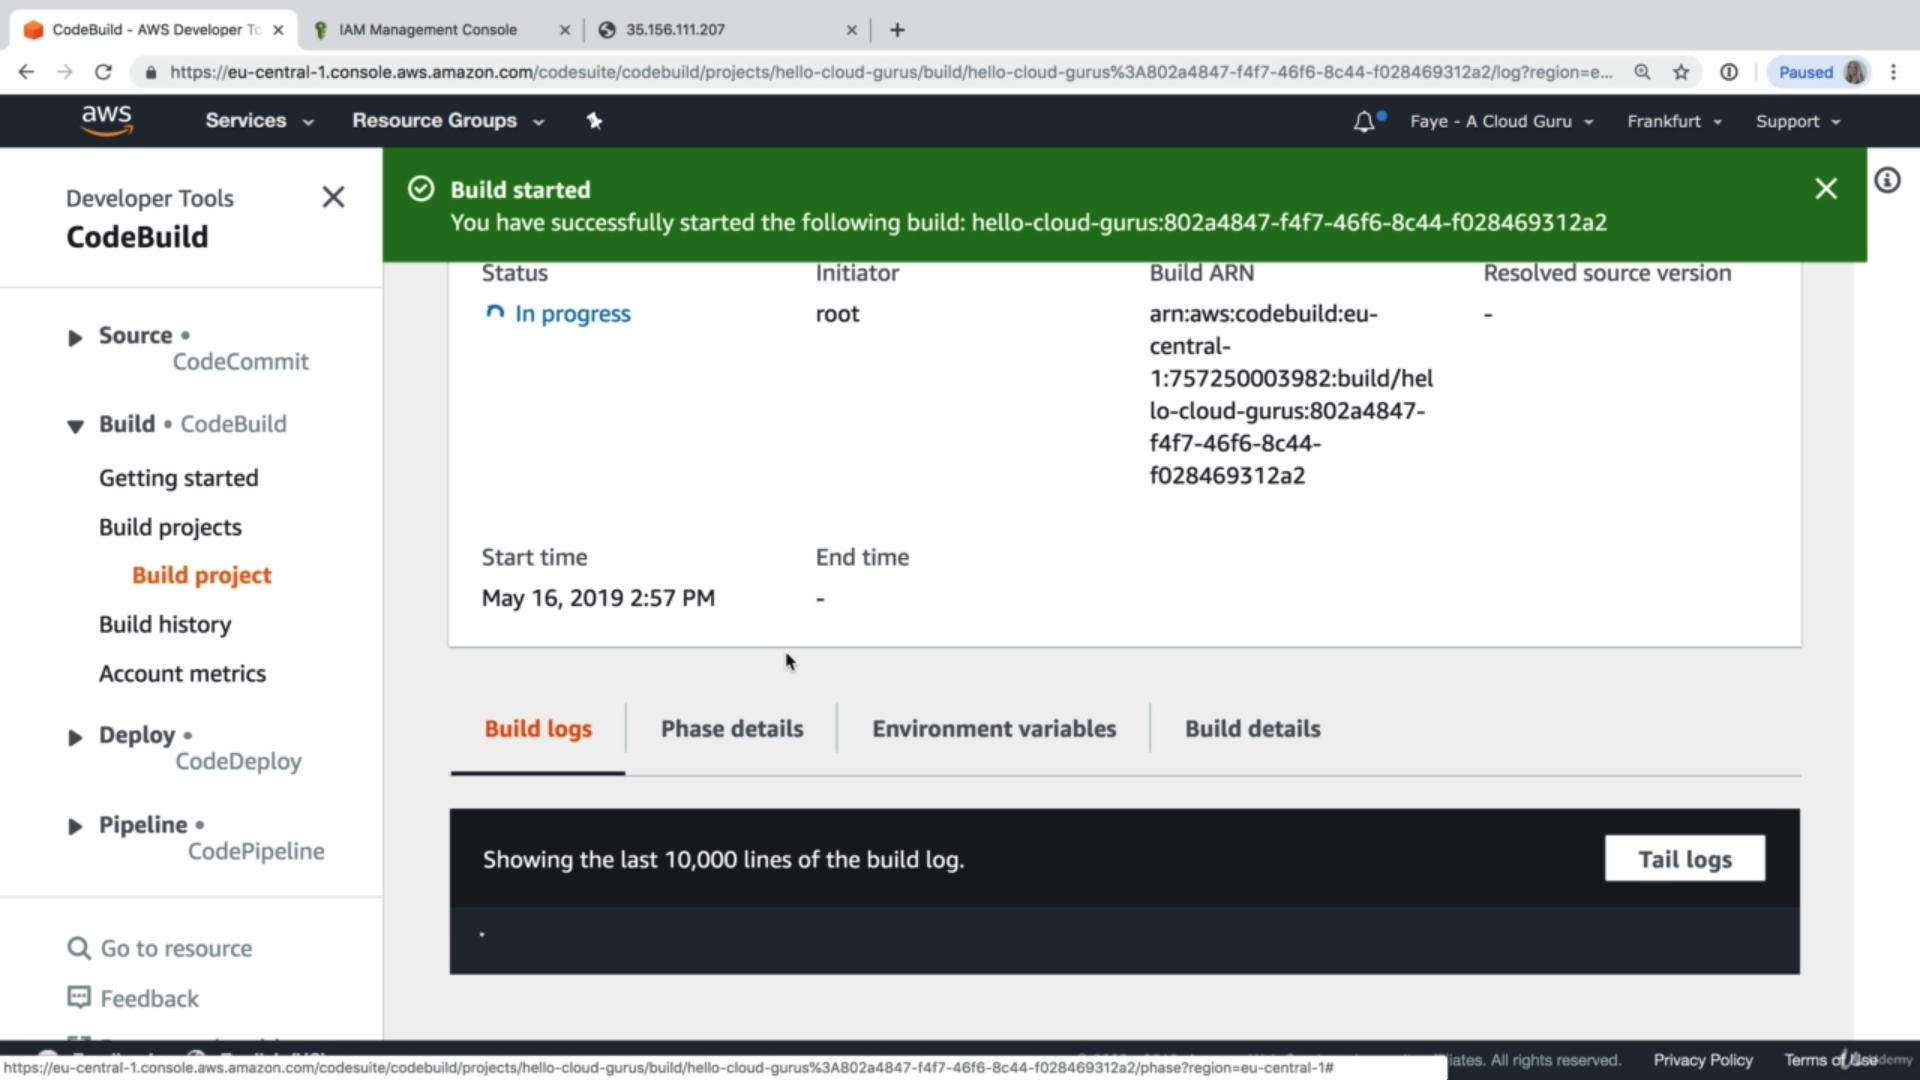 CodeBuild - AWS Developer To
IAM Management Console
35.156.111.207
https://eu-central-1.console.aws.amazon.com/codesuite/codebuild/projects/hello-cloud-gurus/build/hello-cloud-gurus%3A802a4847-f4f7-46f6-8c44-f028469312a2/log?region=e...
Paused
aws
Services
Resource Groups
Faye - A Cloud Guru
Frankfurt
Support
Developer Tools
CodeBuild
Build started
You have successfully started the following build: hello-cloud-gurus:802a4847-f4f7-46f6-8c44-f028469312a2
Source •
CodeCommit
Build • CodeBuild
Getting started
Build projects
Build project
Build history
Account metrics
Deploy •
CodeDeploy
Pipeline •
CodePipeline
Go to resource
Feedback
Status
In progress
Initiator
root
Build ARN
arn:aws:codebuild:eu-
central-
1:757250003982:build/hel
lo-cloud-gurus:802a4847-
f4f7-46f6-8c44-
f028469312a2
Resolved source version
-
Start time
May 16, 2019 2:57 PM
End time
-
Build logs
Phase details
Environment variables
Build details
Showing the last 10,000 lines of the build log.
Tail logs
.
https://eu-central-1.console.aws.amazon.com/codesuite/codebuild/projects/hello-cloud-gurus/build/hello-cloud-gurus%3A802a4847-f4f7-46f6-8c44-f028469312a2/phase?region=eu-central-1#
iates. All rights reserved.
Privacy Policy
Terms of Use